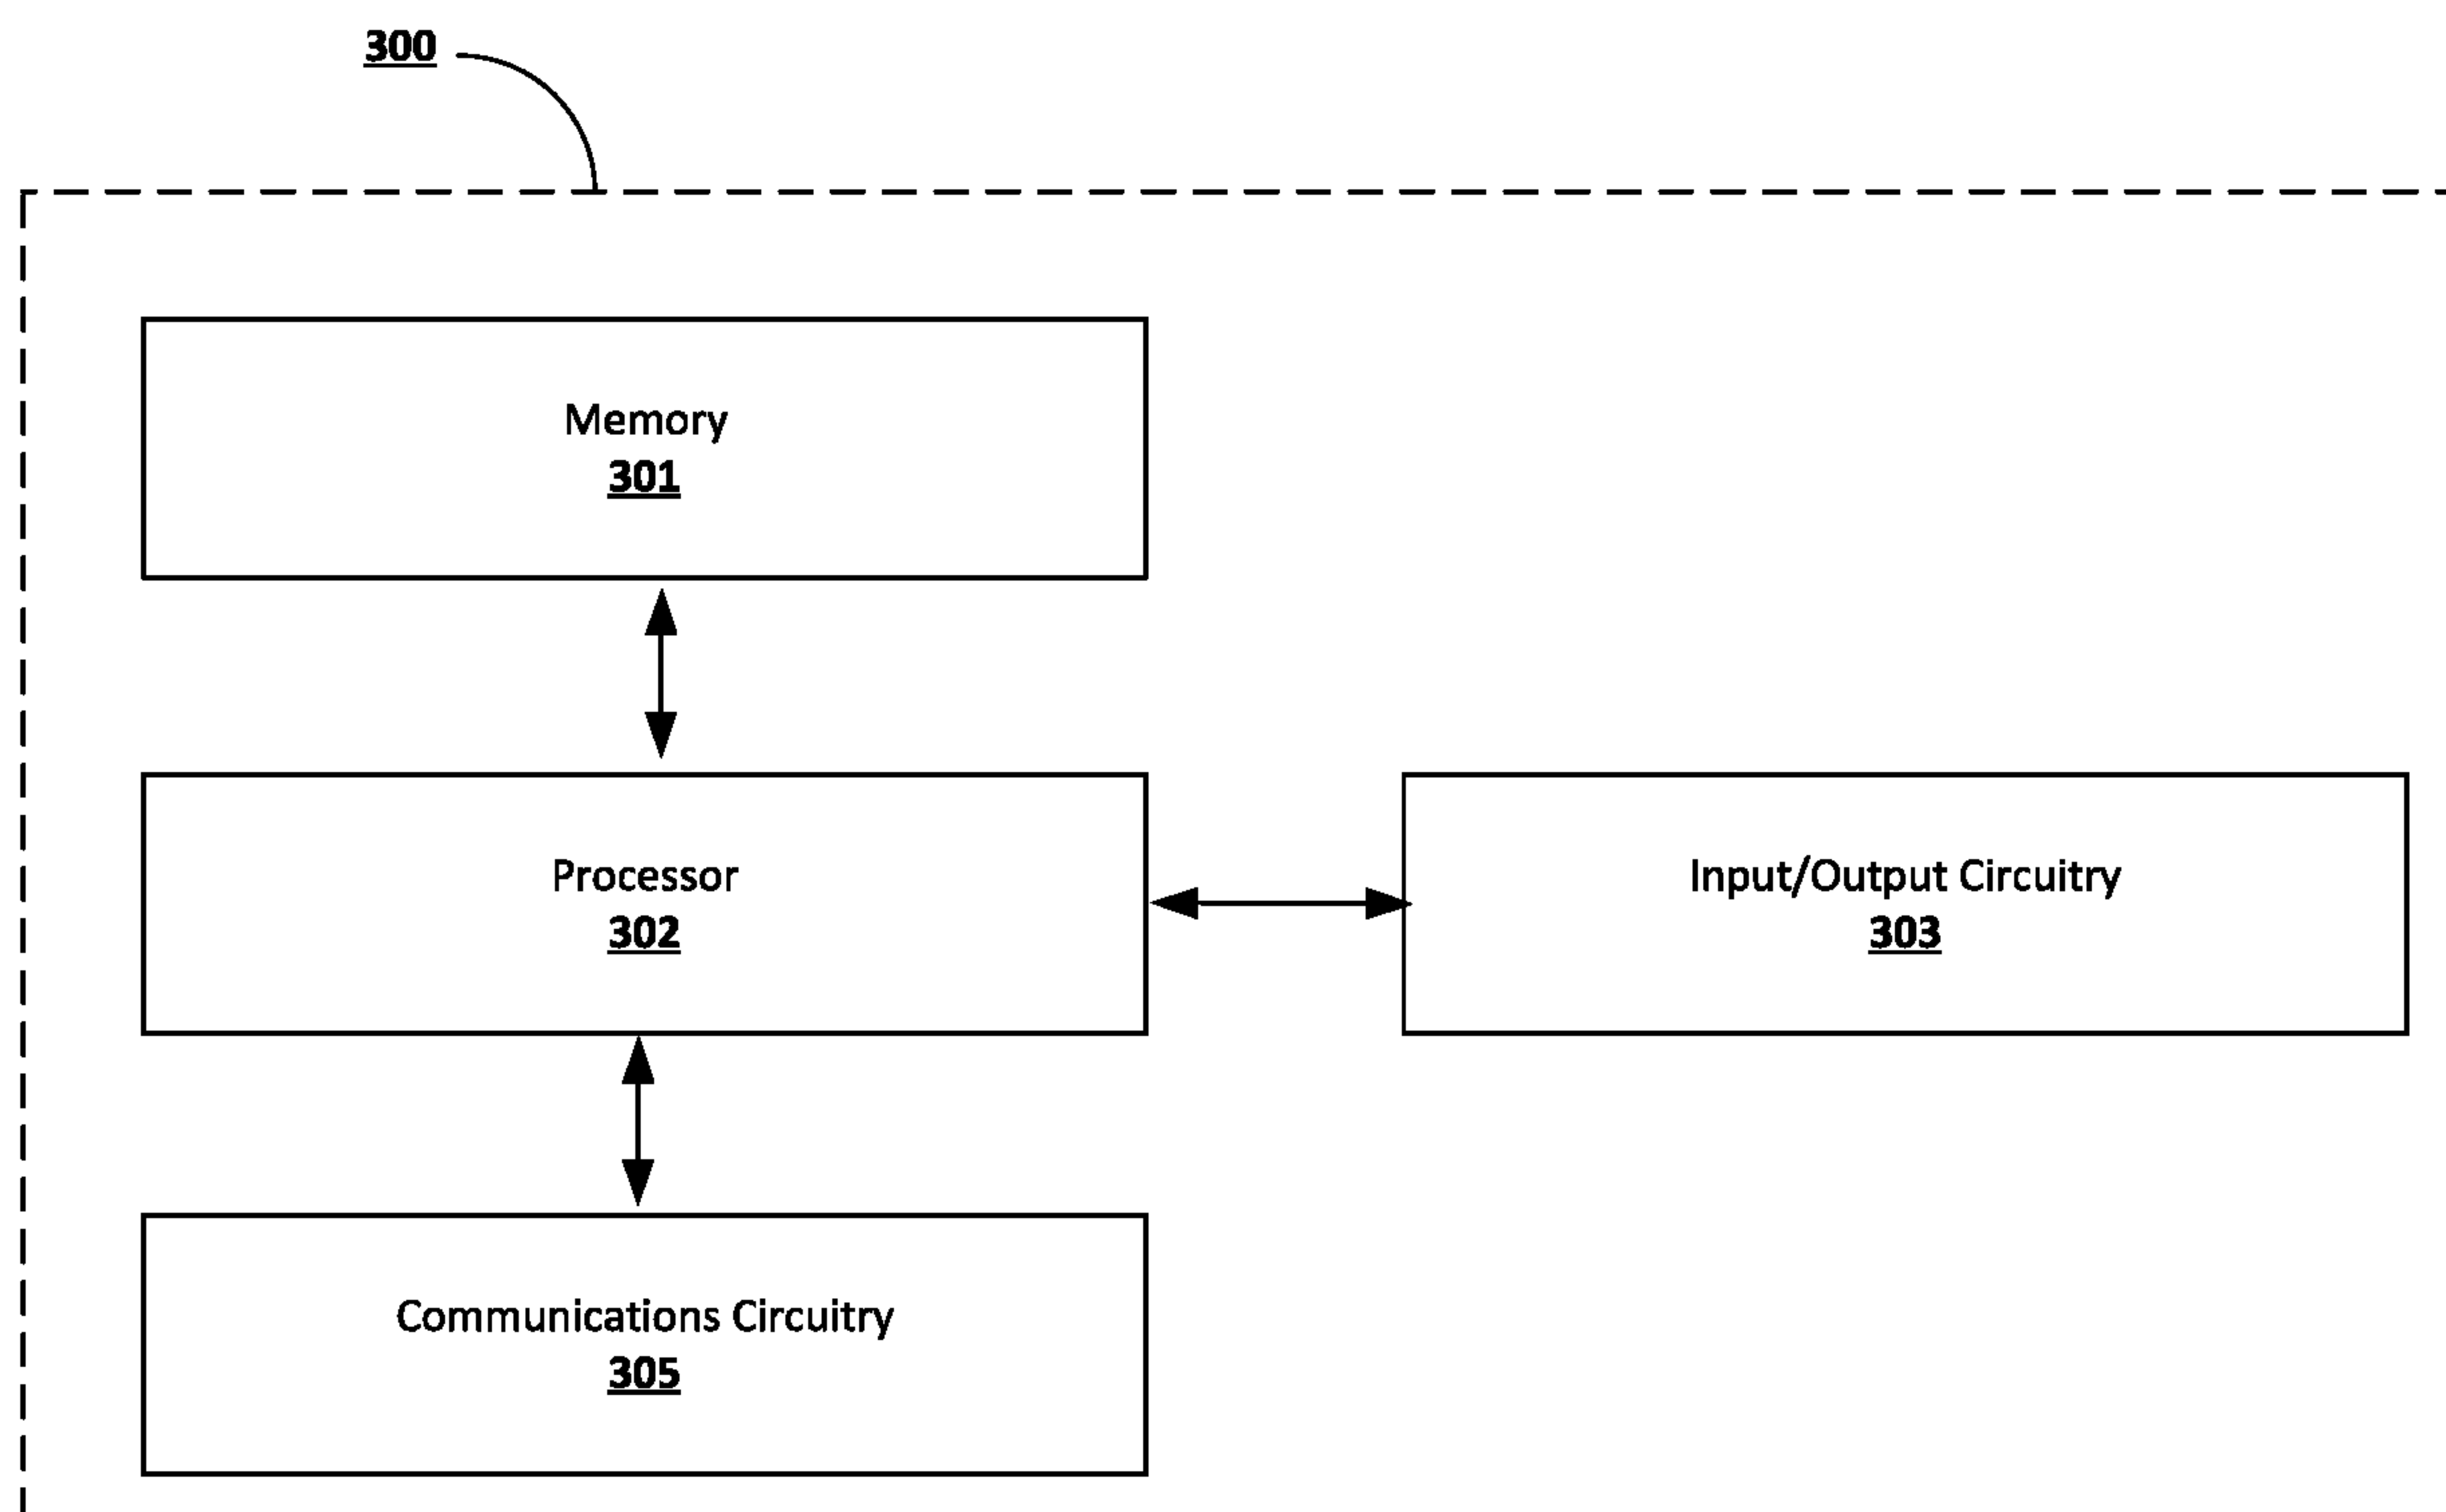 300
Memory
301
Processor
302
Input/Output Circuitry
303
Communications Circuitry
305